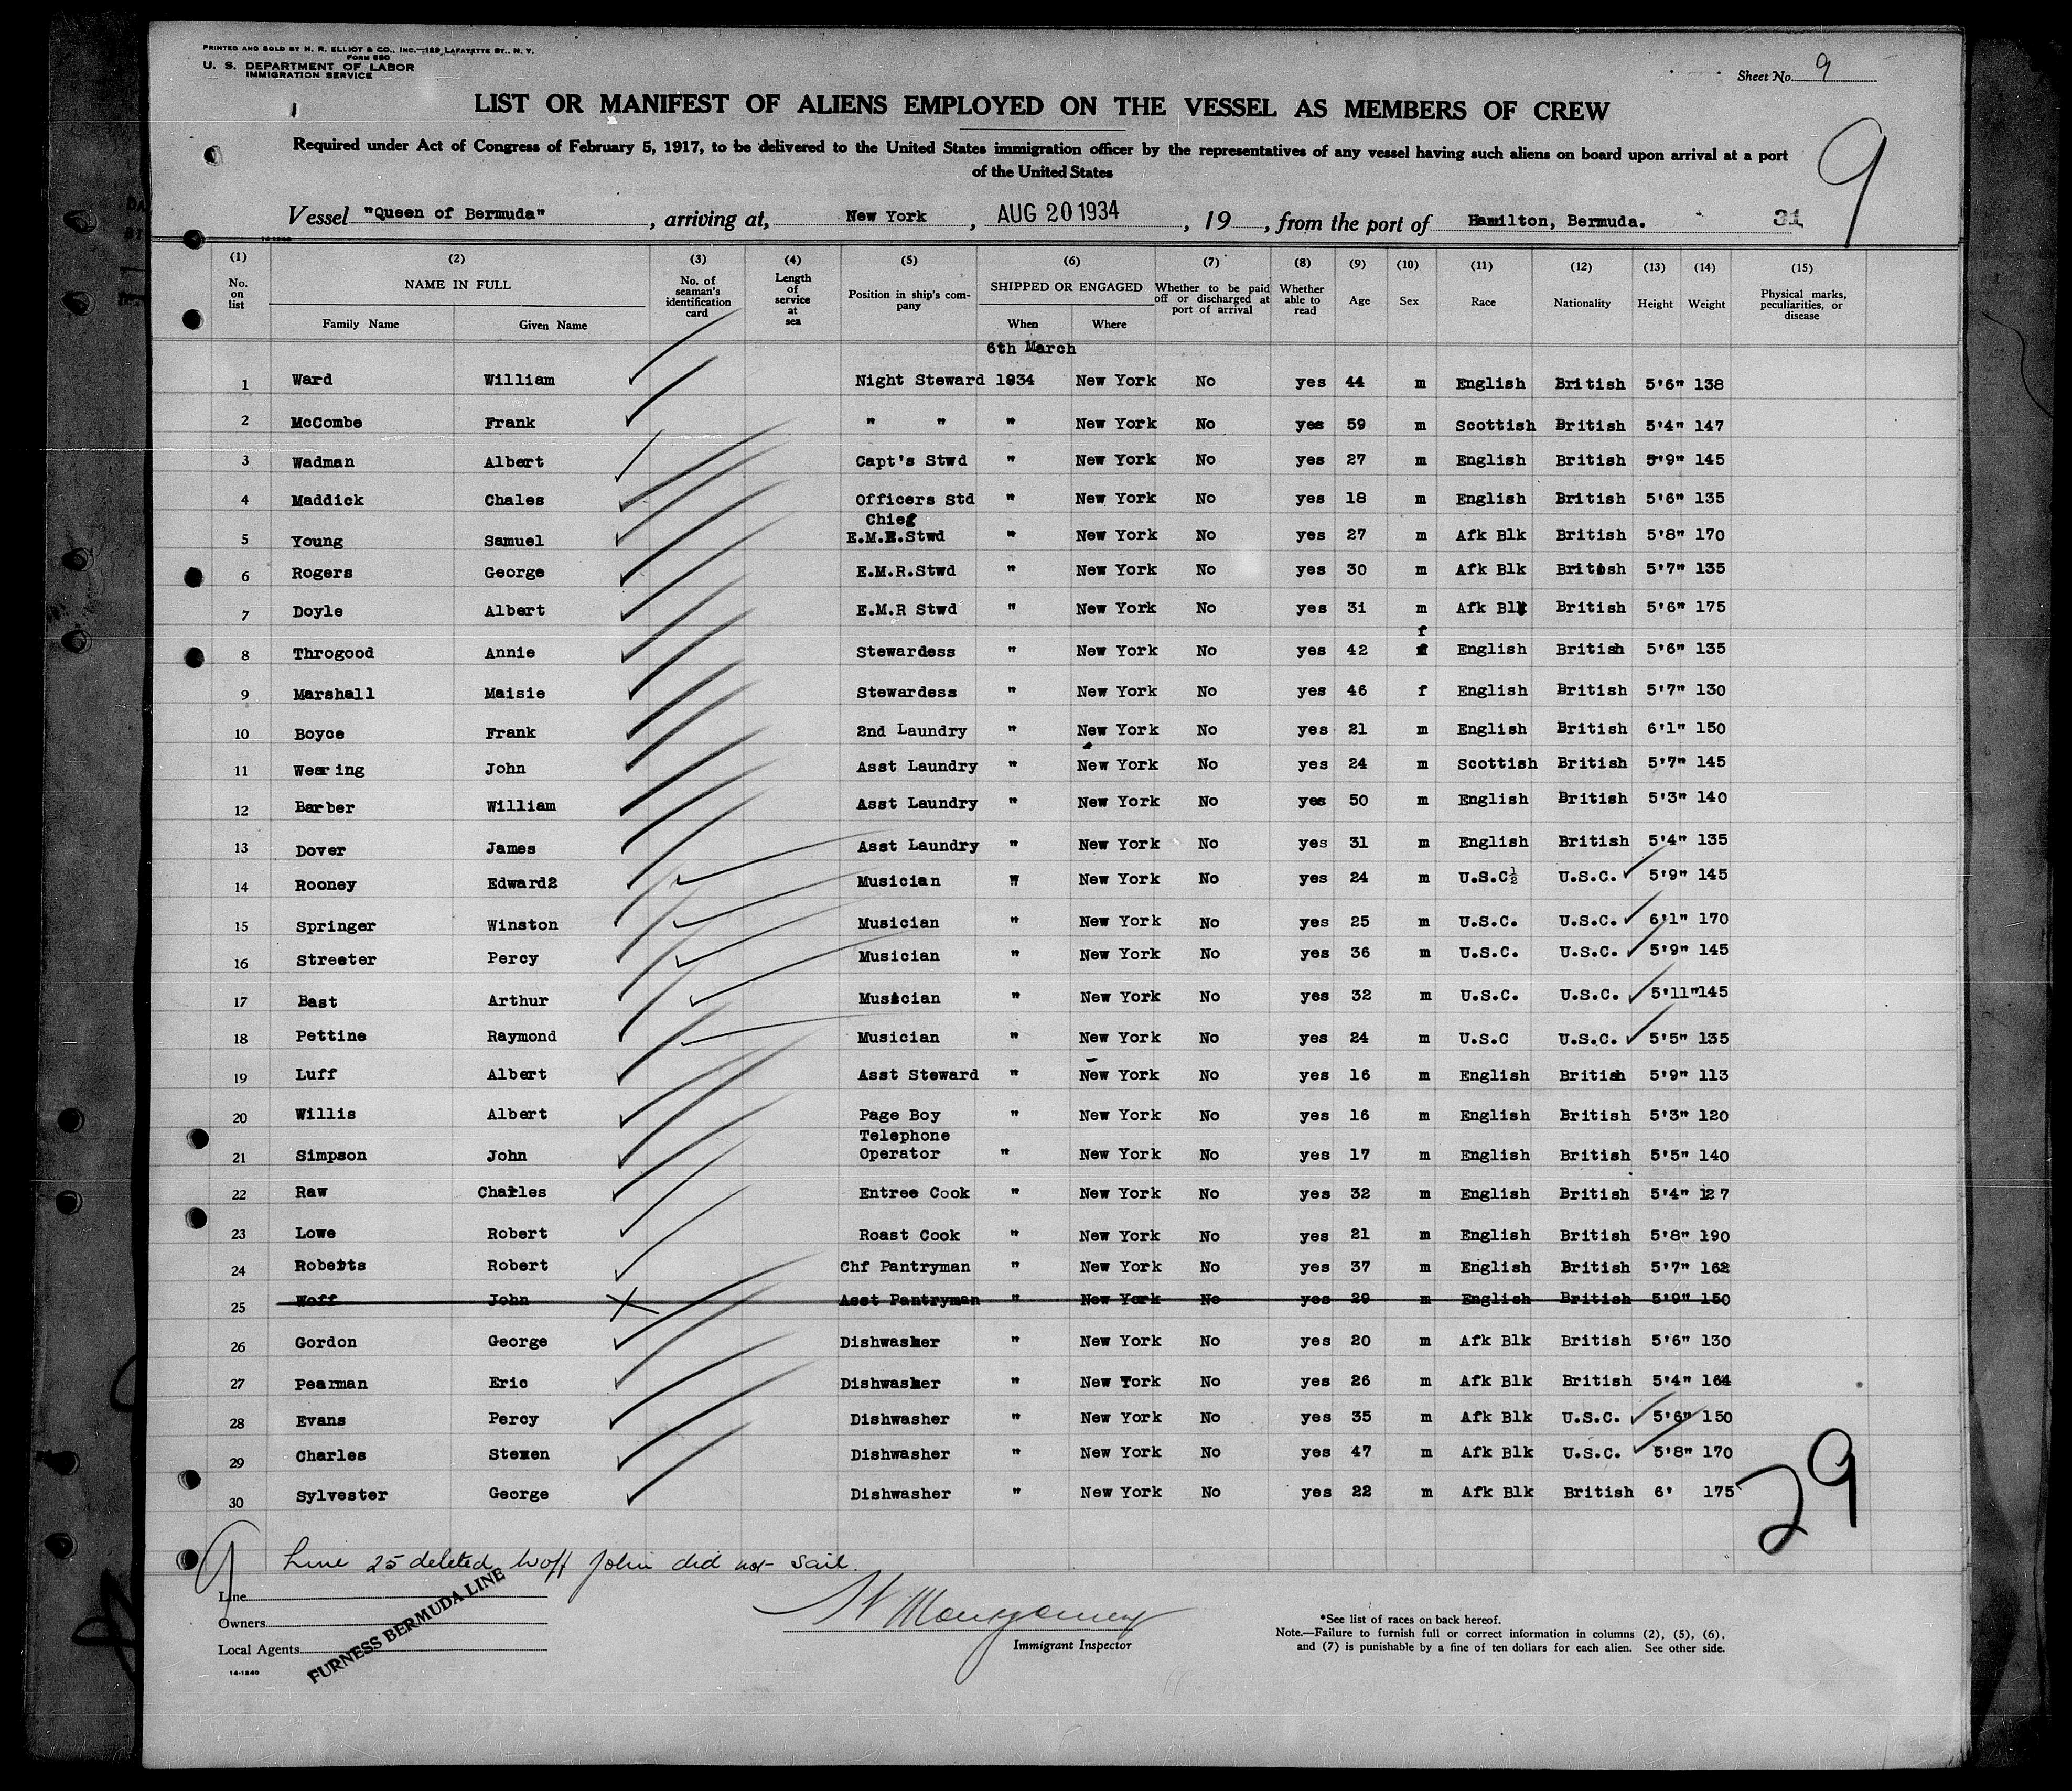 PRINTED AND SOLD BY H. R. ELLIOT & CO., INC.—129 LAFAYETTE ST., N. Y.
FORM 680
U. S. DEPARTMENT OF LABOR
IMMIGRATION SERVICE
Sheet No. 9
LIST OR MANIFEST OF ALIENS EMPLOYED ON THE VESSEL AS MEMBERS OF CREW
9
Required under Act of Congress of February 5, 1917, to be delivered to the United States immigration officer by the representatives of any vessel having such aliens on board upon arrival at a port
of the United States
Vessel "Queen of Bermuda", arriving at, New York, AUG 20 1934, 19, from the port of Hamilton, Bermuda. 31
(1) (2) (3) (4) (5) (6) (7) (8) (9) (10) (11) (12) (13) (14) (15)
No. on list NAME IN FULL Family Name Given Name No. of seaman's identification card Length of service at sea Position in ship's company SHIPPED OR ENGAGED When Where Whether to be paid off or discharged at port of arrival Whether able to read Age Sex Race Nationality Height Weight Physical marks, peculiarities, or disease
6th March
1 Ward William Night Steward 1934 New York No yes 44 m English British 5'6" 138
2 McCombe Frank " " " New York No yes 59 m Scottish British 5'4" 147
3 Wadman Albert Capt's Stwd " New York No yes 27 m English British 5'9" 145
4 Maddick Chales Officers Std " New York No yes 18 m English British 5'6" 135
Chief
5 Young Samuel E.M.R.Stwd " New York No yes 27 m Afk Blk British 5'8" 170
6 Rogers George E.M.R.Stwd " New York No yes 30 m Afk Blk British 5'7" 135
7 Doyle Albert E.M.R Stwd " New York No yes 31 m Afk Blk British 5'6" 175
f
8 Throgood Annie Stewardess " New York No yes 42 f English British 5'6" 135
9 Marshall Maisie Stewardess " New York No yes 46 f English British 5'7" 130
10 Boyce Frank 2nd Laundry " New York No yes 21 m English British 6'1" 150
11 Wearing John Asst Laundry " New York No yes 24 m Scottish British 5'7" 145
12 Barber William Asst Laundry " New York No yes 50 m English British 5'3" 140
13 Dover James Asst Laundry " New York No yes 31 m English British 5'4" 135
14 Rooney Edward2 Musician " New York No yes 24 m U.S.C½ U.S.C. 5'9" 145
15 Springer Winston Musician " New York No yes 25 m U.S.C. U.S.C. 6'1" 170
16 Streeter Percy Musician " New York No yes 36 m U.S.C. U.S.C. 5'9" 145
17 Bast Arthur Musician " New York No yes 32 m U.S.C. U.S.C. 5'11" 145
18 Pettine Raymond Musician " New York No yes 24 m U.S.C U.S.C. 5'5" 135
19 Luff Albert Asst Steward " New York No yes 16 m English British 5'9" 113
20 Willis Albert Page Boy " New York No yes 16 m English British 5'3" 120
Telephone
21 Simpson John Operator " New York No yes 17 m English British 5'5" 140
22 Raw Charles Entree Cook " New York No yes 32 m English British 5'4" 127
23 Lowe Robert Roast Cook " New York No yes 21 m English British 5'8" 190
24 Roberts Robert Chf Pantryman " New York No yes 37 m English British 5'7" 162
25 Woff John Asst Pantryman " New York No yes 29 m English British 5'9" 150
26 Gordon George Dishwasher " New York No yes 20 m Afk Blk British 5'6" 130
27 Pearman Eric Dishwasher " New York No yes 26 m Afk Blk British 5'4" 164
28 Evans Percy Dishwasher " New York No yes 35 m Afk Blk U.S.C. 5'6" 150
29 Charles Steven Dishwasher " New York No yes 47 m Afk Blk U.S.C. 5'8" 170
30 Sylvester George Dishwasher " New York No yes 22 m Afk Blk British 6' 175
29
9 Line 25 deleted Woff John did not sail.
Line
Owners
Local Agents
FURNESS BERMUDA LINE
14-1240
Montgomery
Immigrant Inspector
*See list of races on back hereof.
Note.—Failure to furnish full or correct information in columns (2), (5), (6),
and (7) is punishable by a fine of ten dollars for each alien. See other side.